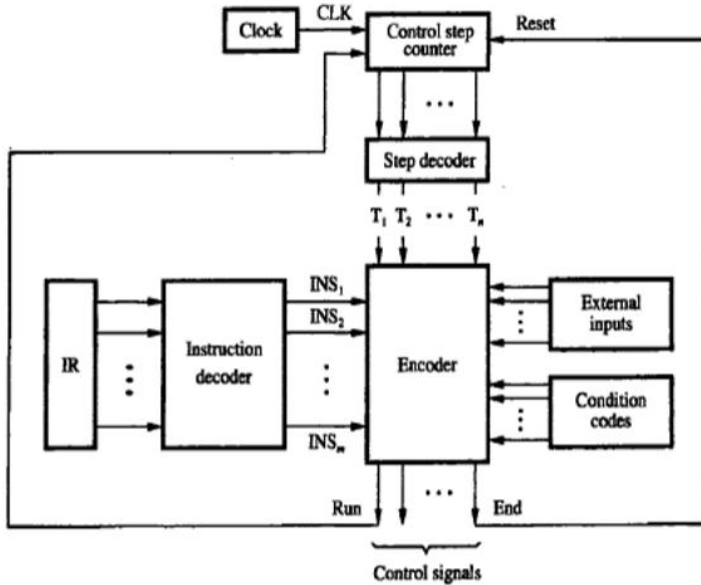 CLK
Clock
Control step
counter
Reset
Step decoder
T₁ T₂ ··· Tₙ
IR
Instruction
decoder
INS₁
INS₂
INSₘ
Encoder
External
inputs
Condition
codes
Run
End
Control signals